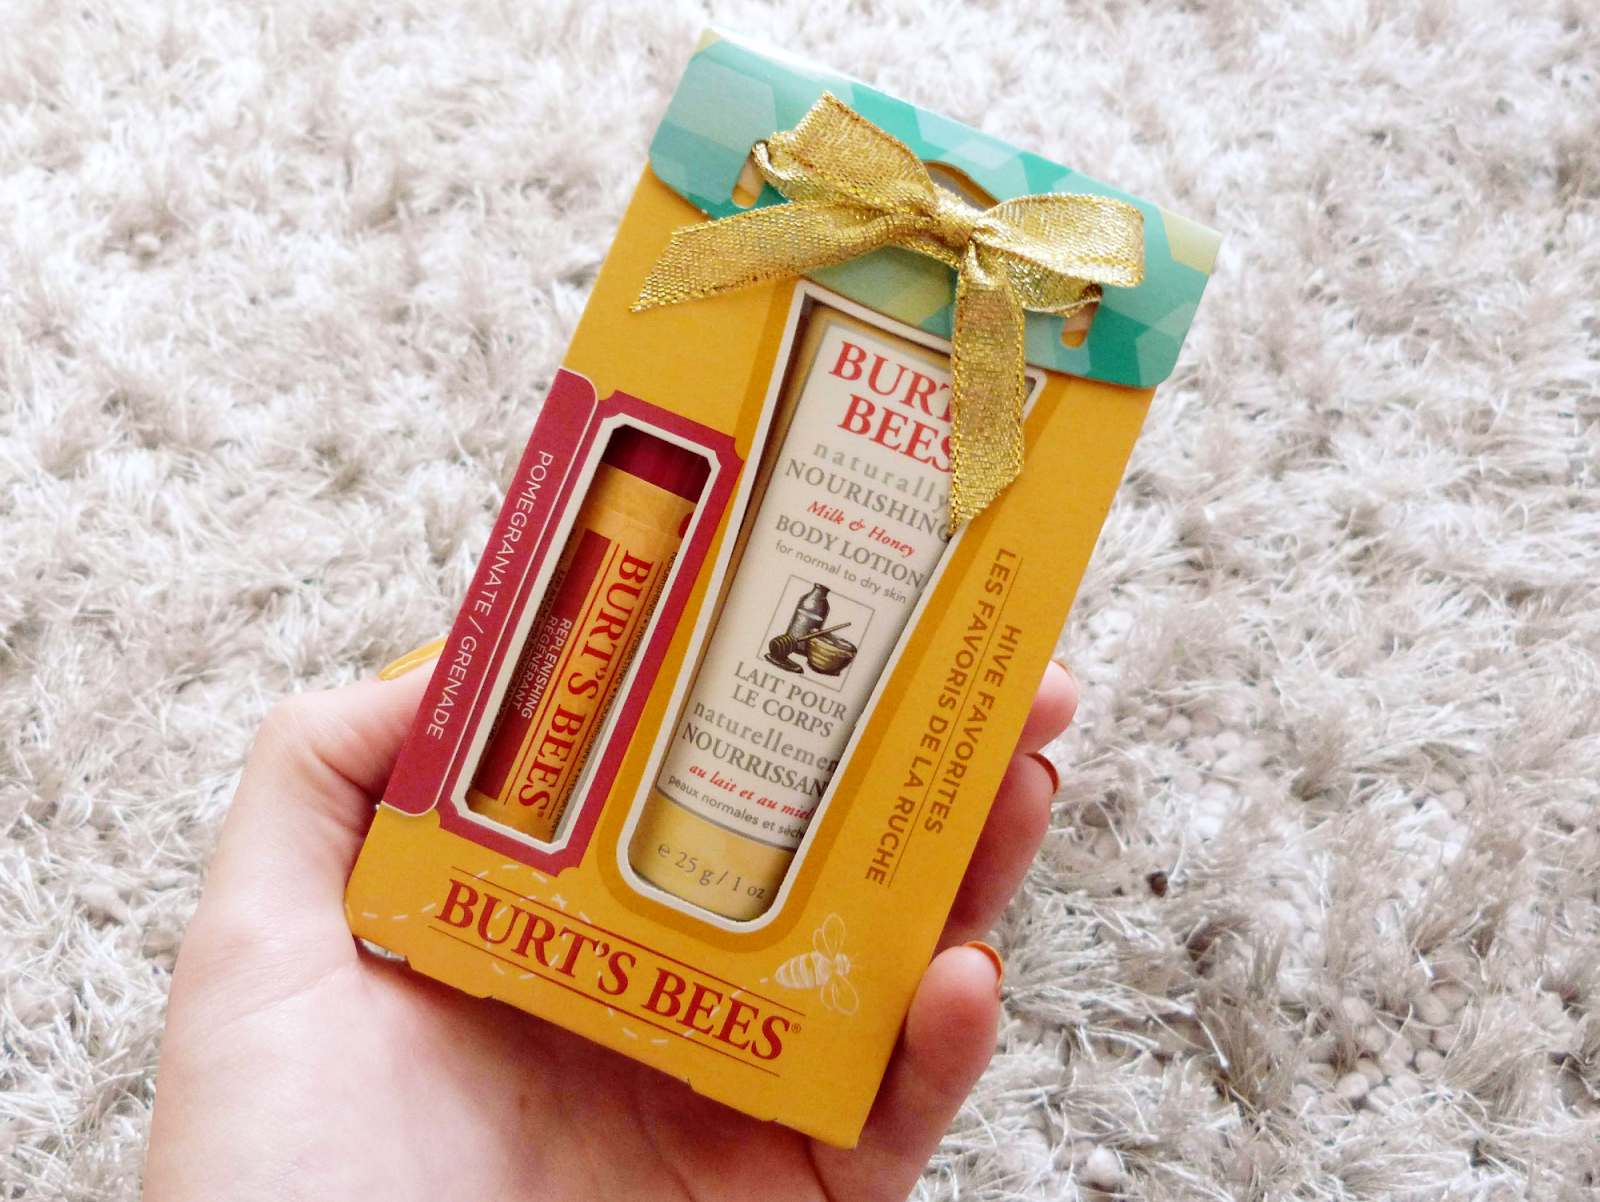 BURT
BEES
naturally
NOURISHING
Milk & Honey
BODY LOTION
for normal to dry skin
LAIT POUR
LE CORPS
naturellemen
NOURRISSAN
au lait et au miel
peaux normales et sèch
e 25 g / 1 oz
POMEGRANATE / GRENADE
BURT'S BEES®
REPLENISHING
RÉGÉNÉRANT
HIVE FAVORITES
LES FAVORIS DE LA RUCHE
BURT'S BEES®